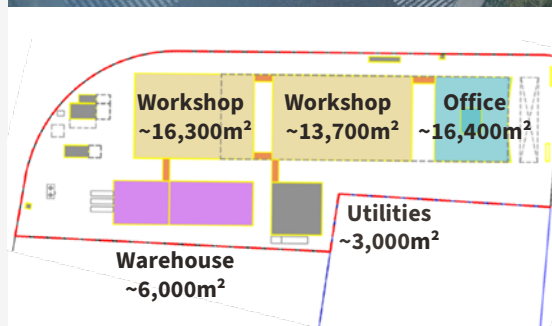 Workshop
~16,300m²
Workshop
~13,700m²
Office
~16,400m²
Utilities
~3,000m²
Warehouse
~6,000m²